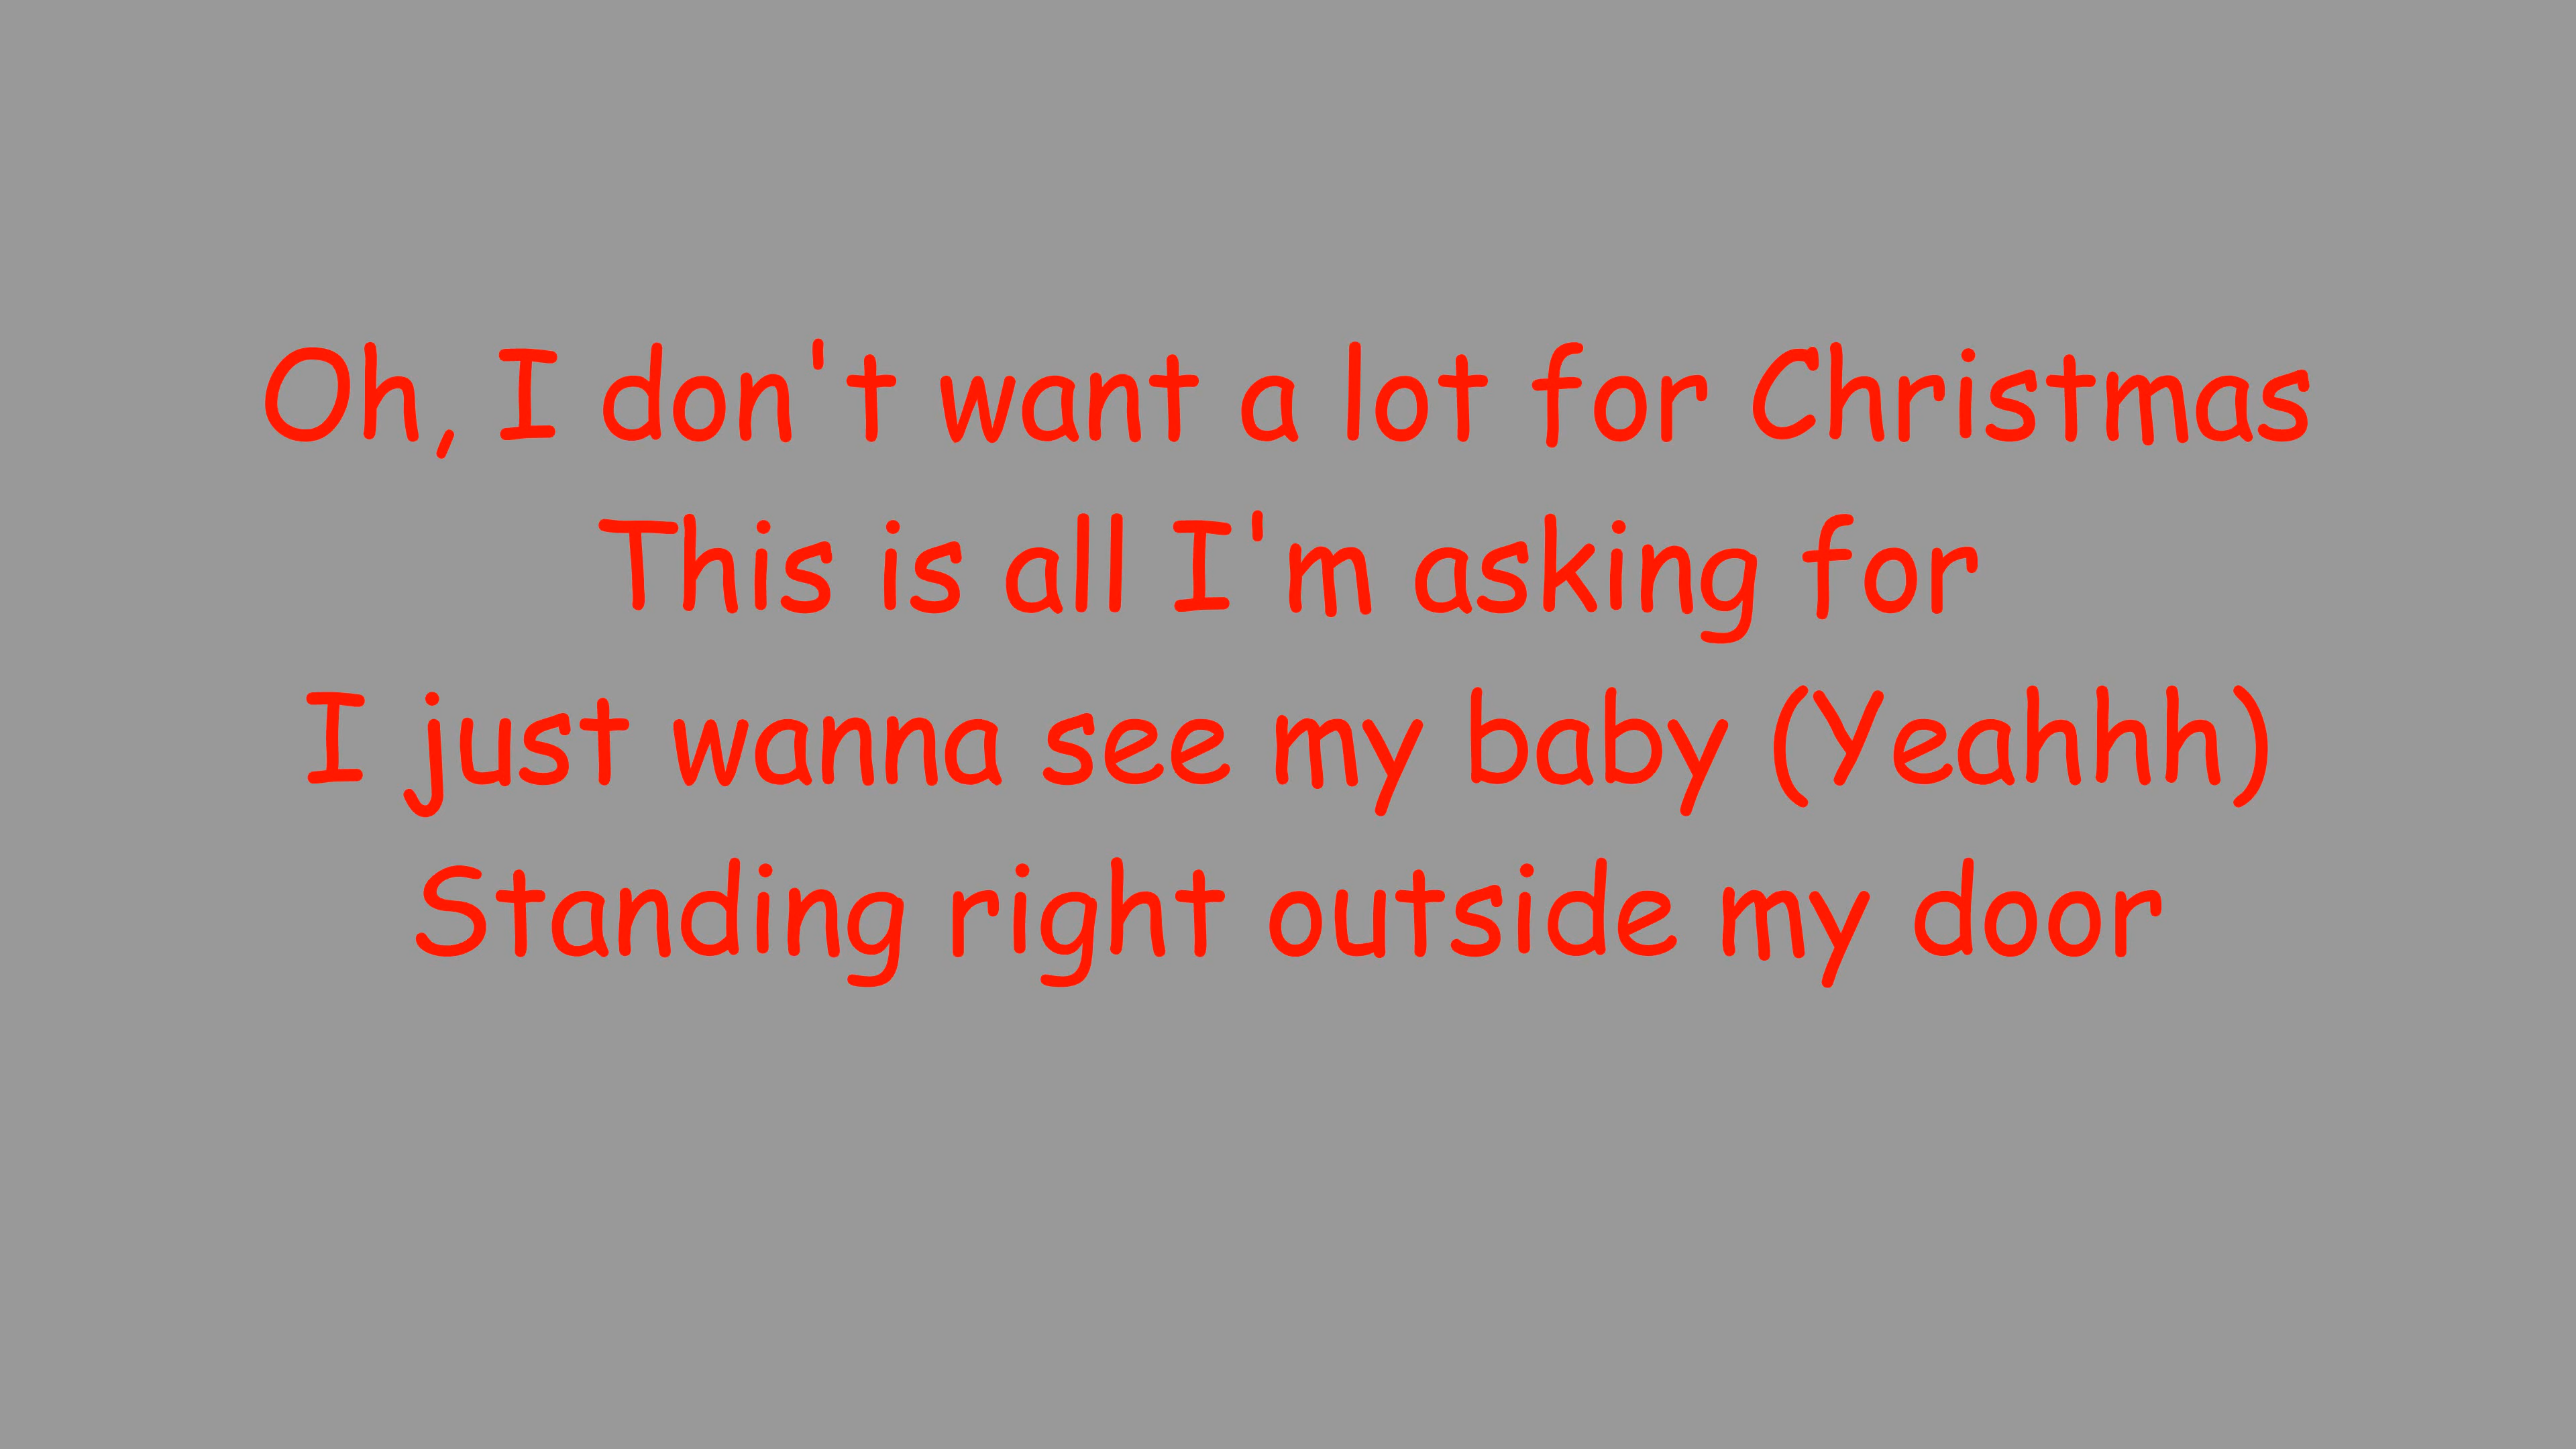 Oh, I don't want a lot for Christmas
This is all I'm asking for
I just wanna see my baby (Yeahhh)
Standing right outside my door